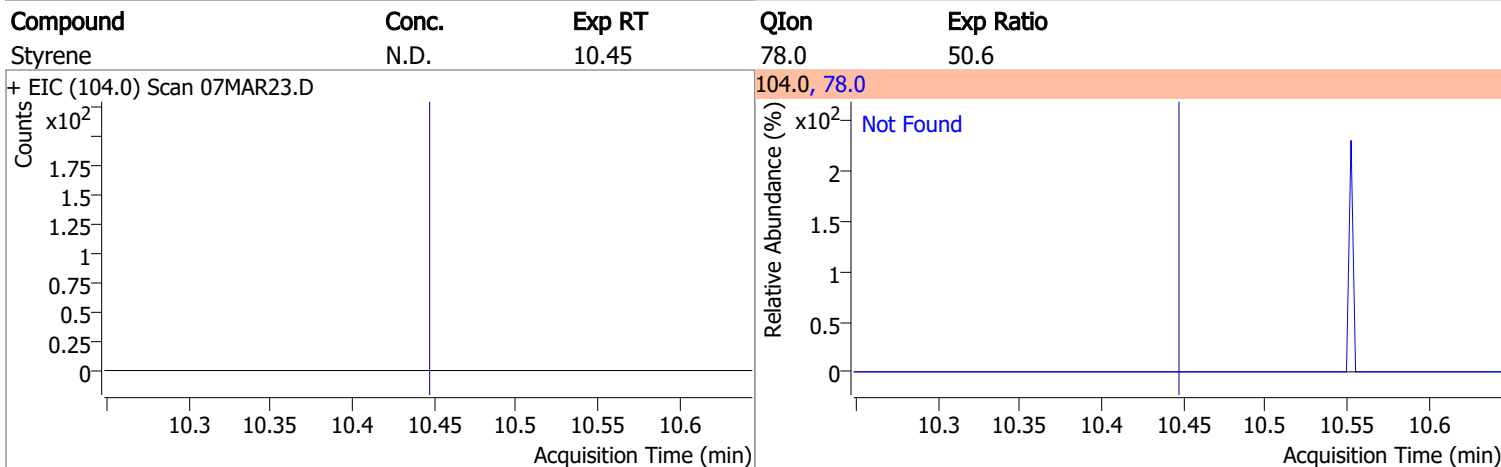 Compound Conc. Exp RT QIon Exp Ratio
Styrene N.D. 10.45 78.0 50.6
+ EIC (104.0) Scan 07MAR23.D
Counts
x10²
1.75
1.5
1.25
1
0.75
0.5
0.25
0
10.3 10.35 10.4 10.45 10.5 10.55 10.6
Acquisition Time (min)
104.0, 78.0
Relative Abundance (%)
x10²
Not Found
2
1.5
1
0.5
0
10.3 10.35 10.4 10.45 10.5 10.55 10.6
Acquisition Time (min)